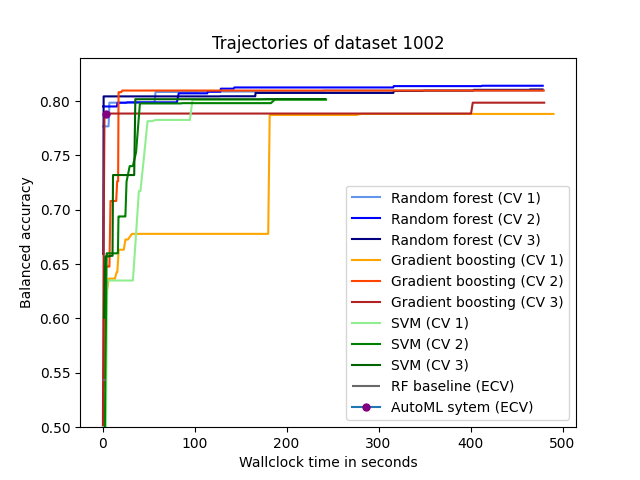 Trajectories of dataset 1002
Balanced accuracy
0.80
0.75
0.70
0.65
0.60
0.55
0.50
Random forest (CV 1)
Random forest (CV 2)
Random forest (CV 3)
Gradient boosting (CV 1)
Gradient boosting (CV 2)
Gradient boosting (CV 3)
SVM (CV 1)
SVM (CV 2)
SVM (CV 3)
RF baseline (ECV)
AutoML sytem (ECV)
0 100 200 300 400 500
Wallclock time in seconds